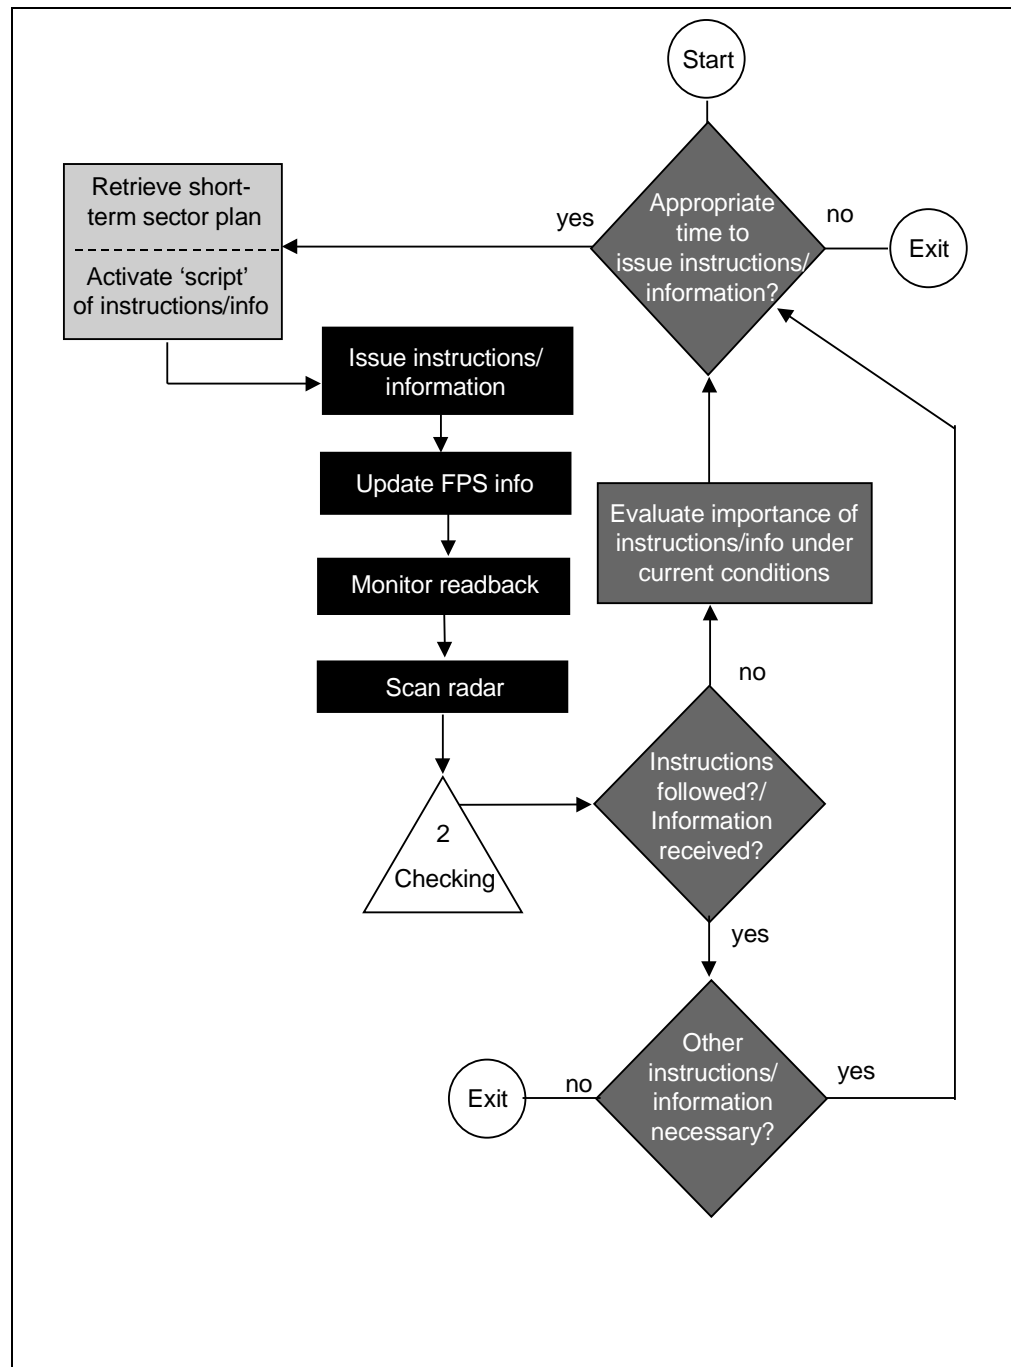 Start
Appropriate
time to
issue instructions/
information?
yes
no
Exit
Retrieve short-
term sector plan
Activate ‘script’
of instructions/info
Issue instructions/
information
Update FPS info
Monitor readback
Scan radar
2
Checking
Evaluate importance of
instructions/info under
current conditions
no
Instructions
followed?/
Information
received?
yes
Other
instructions/
information
necessary?
yes
no
Exit